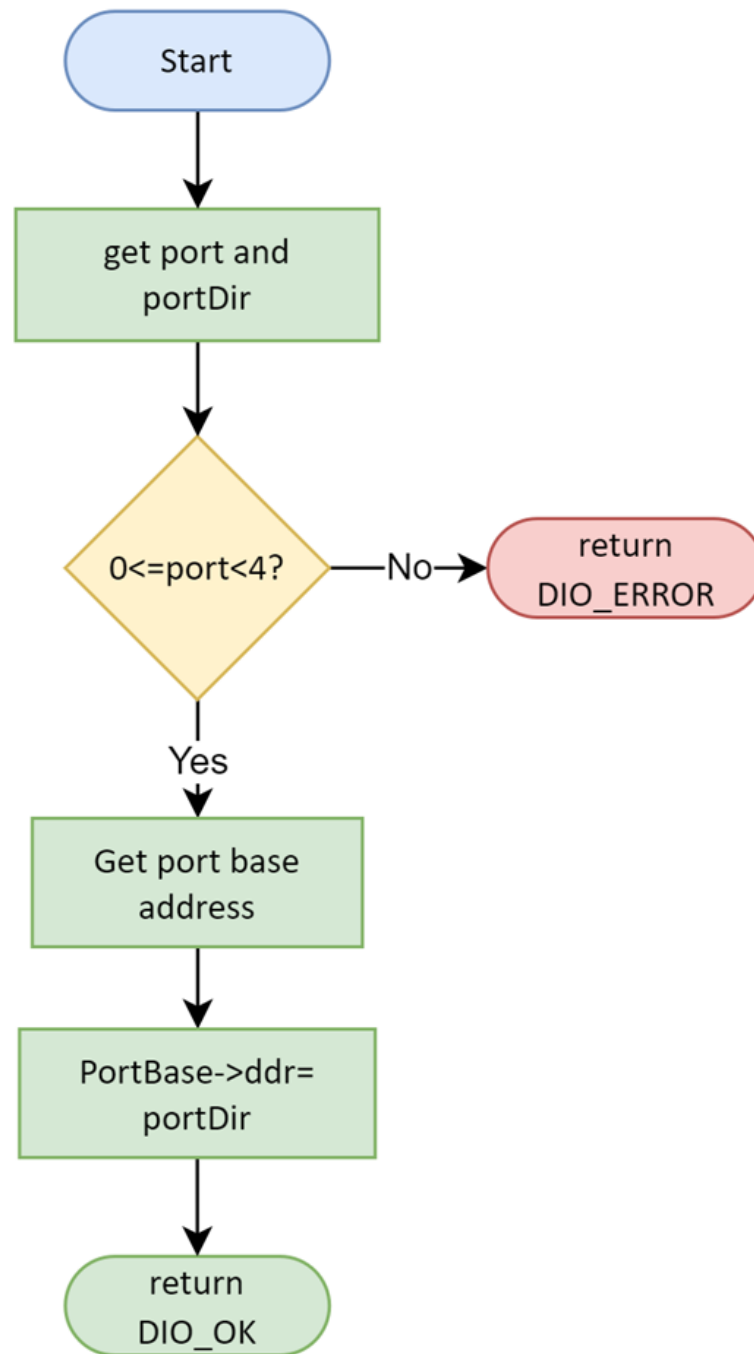 Start
get port and
portDir
0<=port<4?
No
return
DIO_ERROR
Yes
Get port base
address
PortBase->ddr=
portDir
return
DIO_OK